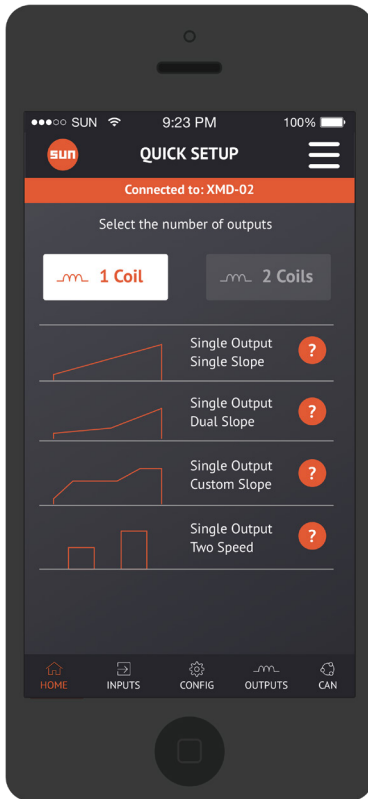 ●●●○○ SUN 9:23 PM 100%
sun QUICK SETUP
Connected to: XMD-02
Select the number of outputs
1 Coil 2 Coils
Single Output
Single Slope
?
Single Output
Dual Slope
?
Single Output
Custom Slope
?
Single Output
Two Speed
?
HOME INPUTS CONFIG OUTPUTS CAN